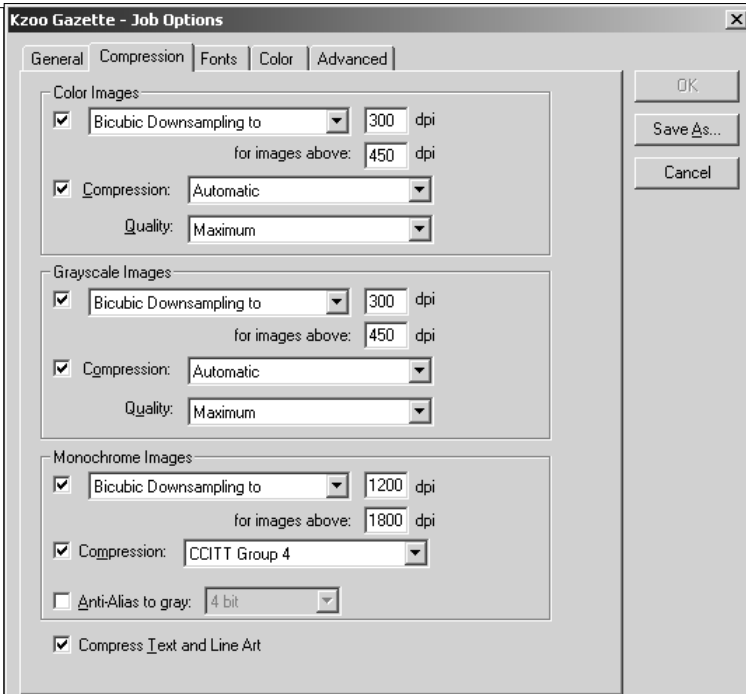 Kzoo Gazette - Job Options
General Compression Fonts Color Advanced
OK
Save As...
Cancel
Color Images
Bicubic Downsampling to 300 dpi
for images above: 450 dpi
Compression: Automatic
Quality: Maximum
Grayscale Images
Bicubic Downsampling to 300 dpi
for images above: 450 dpi
Compression: Automatic
Quality: Maximum
Monochrome Images
Bicubic Downsampling to 1200 dpi
for images above: 1800 dpi
Compression: CCITT Group 4
Anti-Alias to gray: 4 bit
Compress Text and Line Art